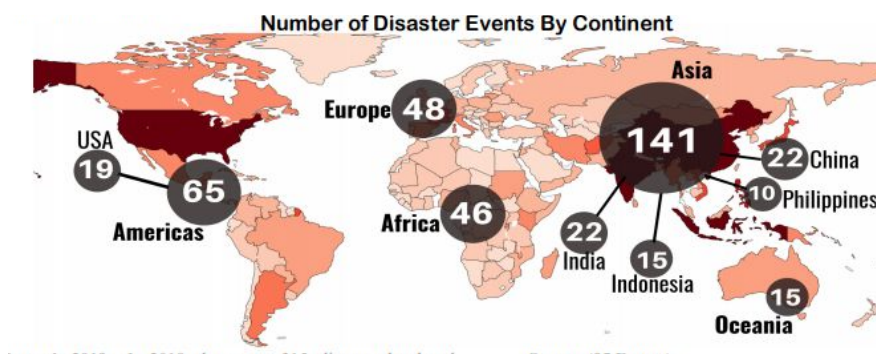 Number of Disaster Events By Continent
Asia
141
Europe 48
USA
19
65
Americas
Africa 46
22 China
10 Philippines
22
India
15
Indonesia
15
Oceania